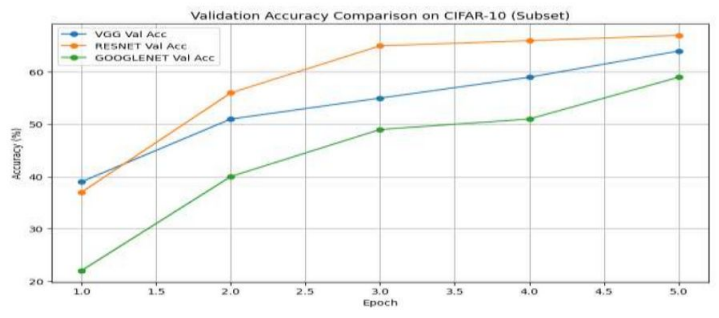 Validation Accuracy Comparison on CIFAR-10 (Subset)
VGG Val Acc
RESNET Val Acc
GOOGLENET Val Acc
Accuracy (%)
60
50
40
30
20
1.0 1.5 2.0 2.5 3.0 3.5 4.0 4.5 5.0
Epoch